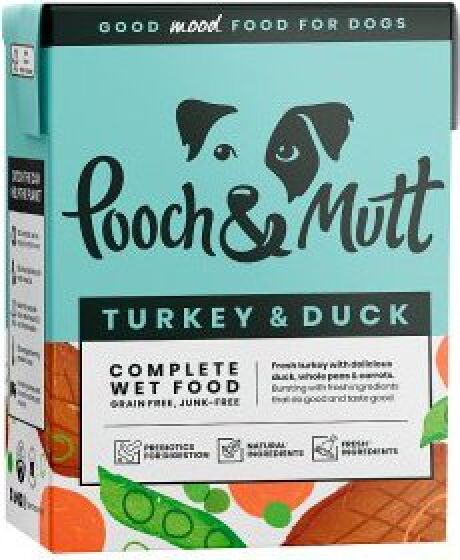 GOOD mood FOOD FOR DOGS
Pooch & Mutt
TURKEY & DUCK
COMPLETE
WET FOOD
GRAIN FREE, JUNK-FREE
Fresh turkey with delicious
duck, whole peas & carrots.
Bursting with fresh ingredients
that do good and taste good
PREBIOTICS
FOR DIGESTION
NATURAL
INGREDIENTS
FRESH
INGREDIENTS